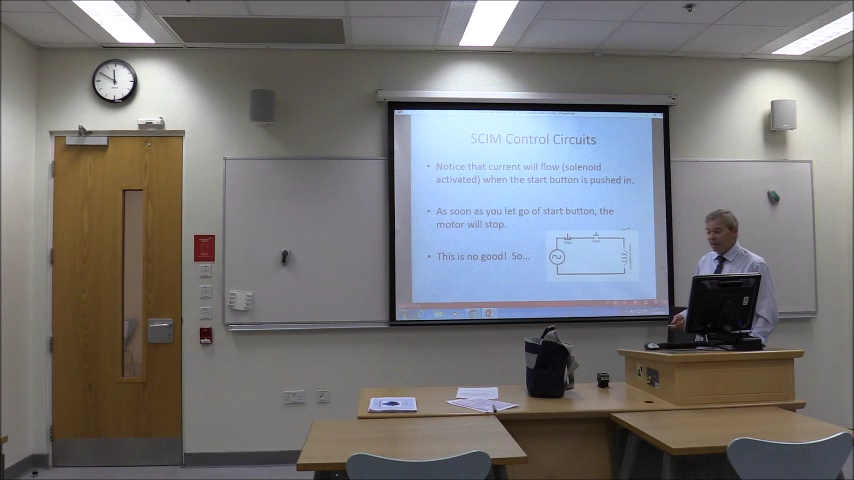 SCIM Control Circuits
• Notice that current will flow (solenoid
activated) when the start button is pushed in.
• As soon as you let go of start button, the
motor will stop.
• This is no good! So...